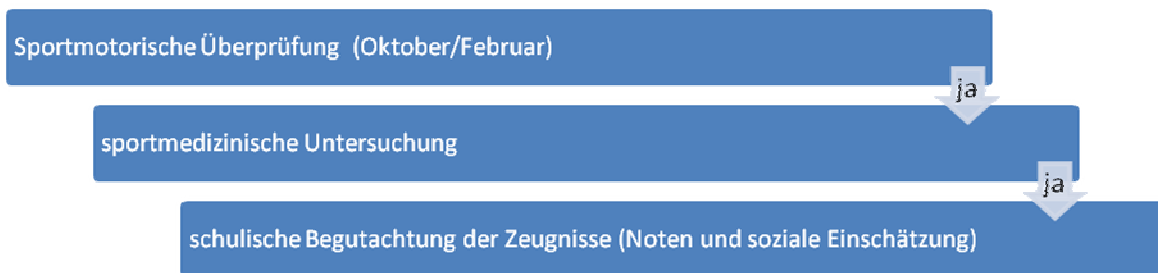 Sportmotorische Überprüfung (Oktober/Februar)
ja
sportmedizinische Untersuchung
ja
schulische Begutachtung der Zeugnisse (Noten und soziale Einschätzung)